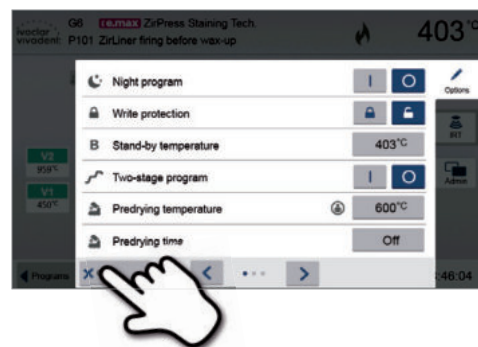 ivoclar
vivadent:
G6 IPS e.max ZirPress Staining Tech.
P101 ZirLiner firing before wax-up
403°C
Night program
I O
Options
Write protection
IRT
B Stand-by temperature 403°C
V2
959°C
Two-stage program
I O
Admin
V1
450°C
Predrying temperature 600°C
Predrying time Off
Programs
:46:04